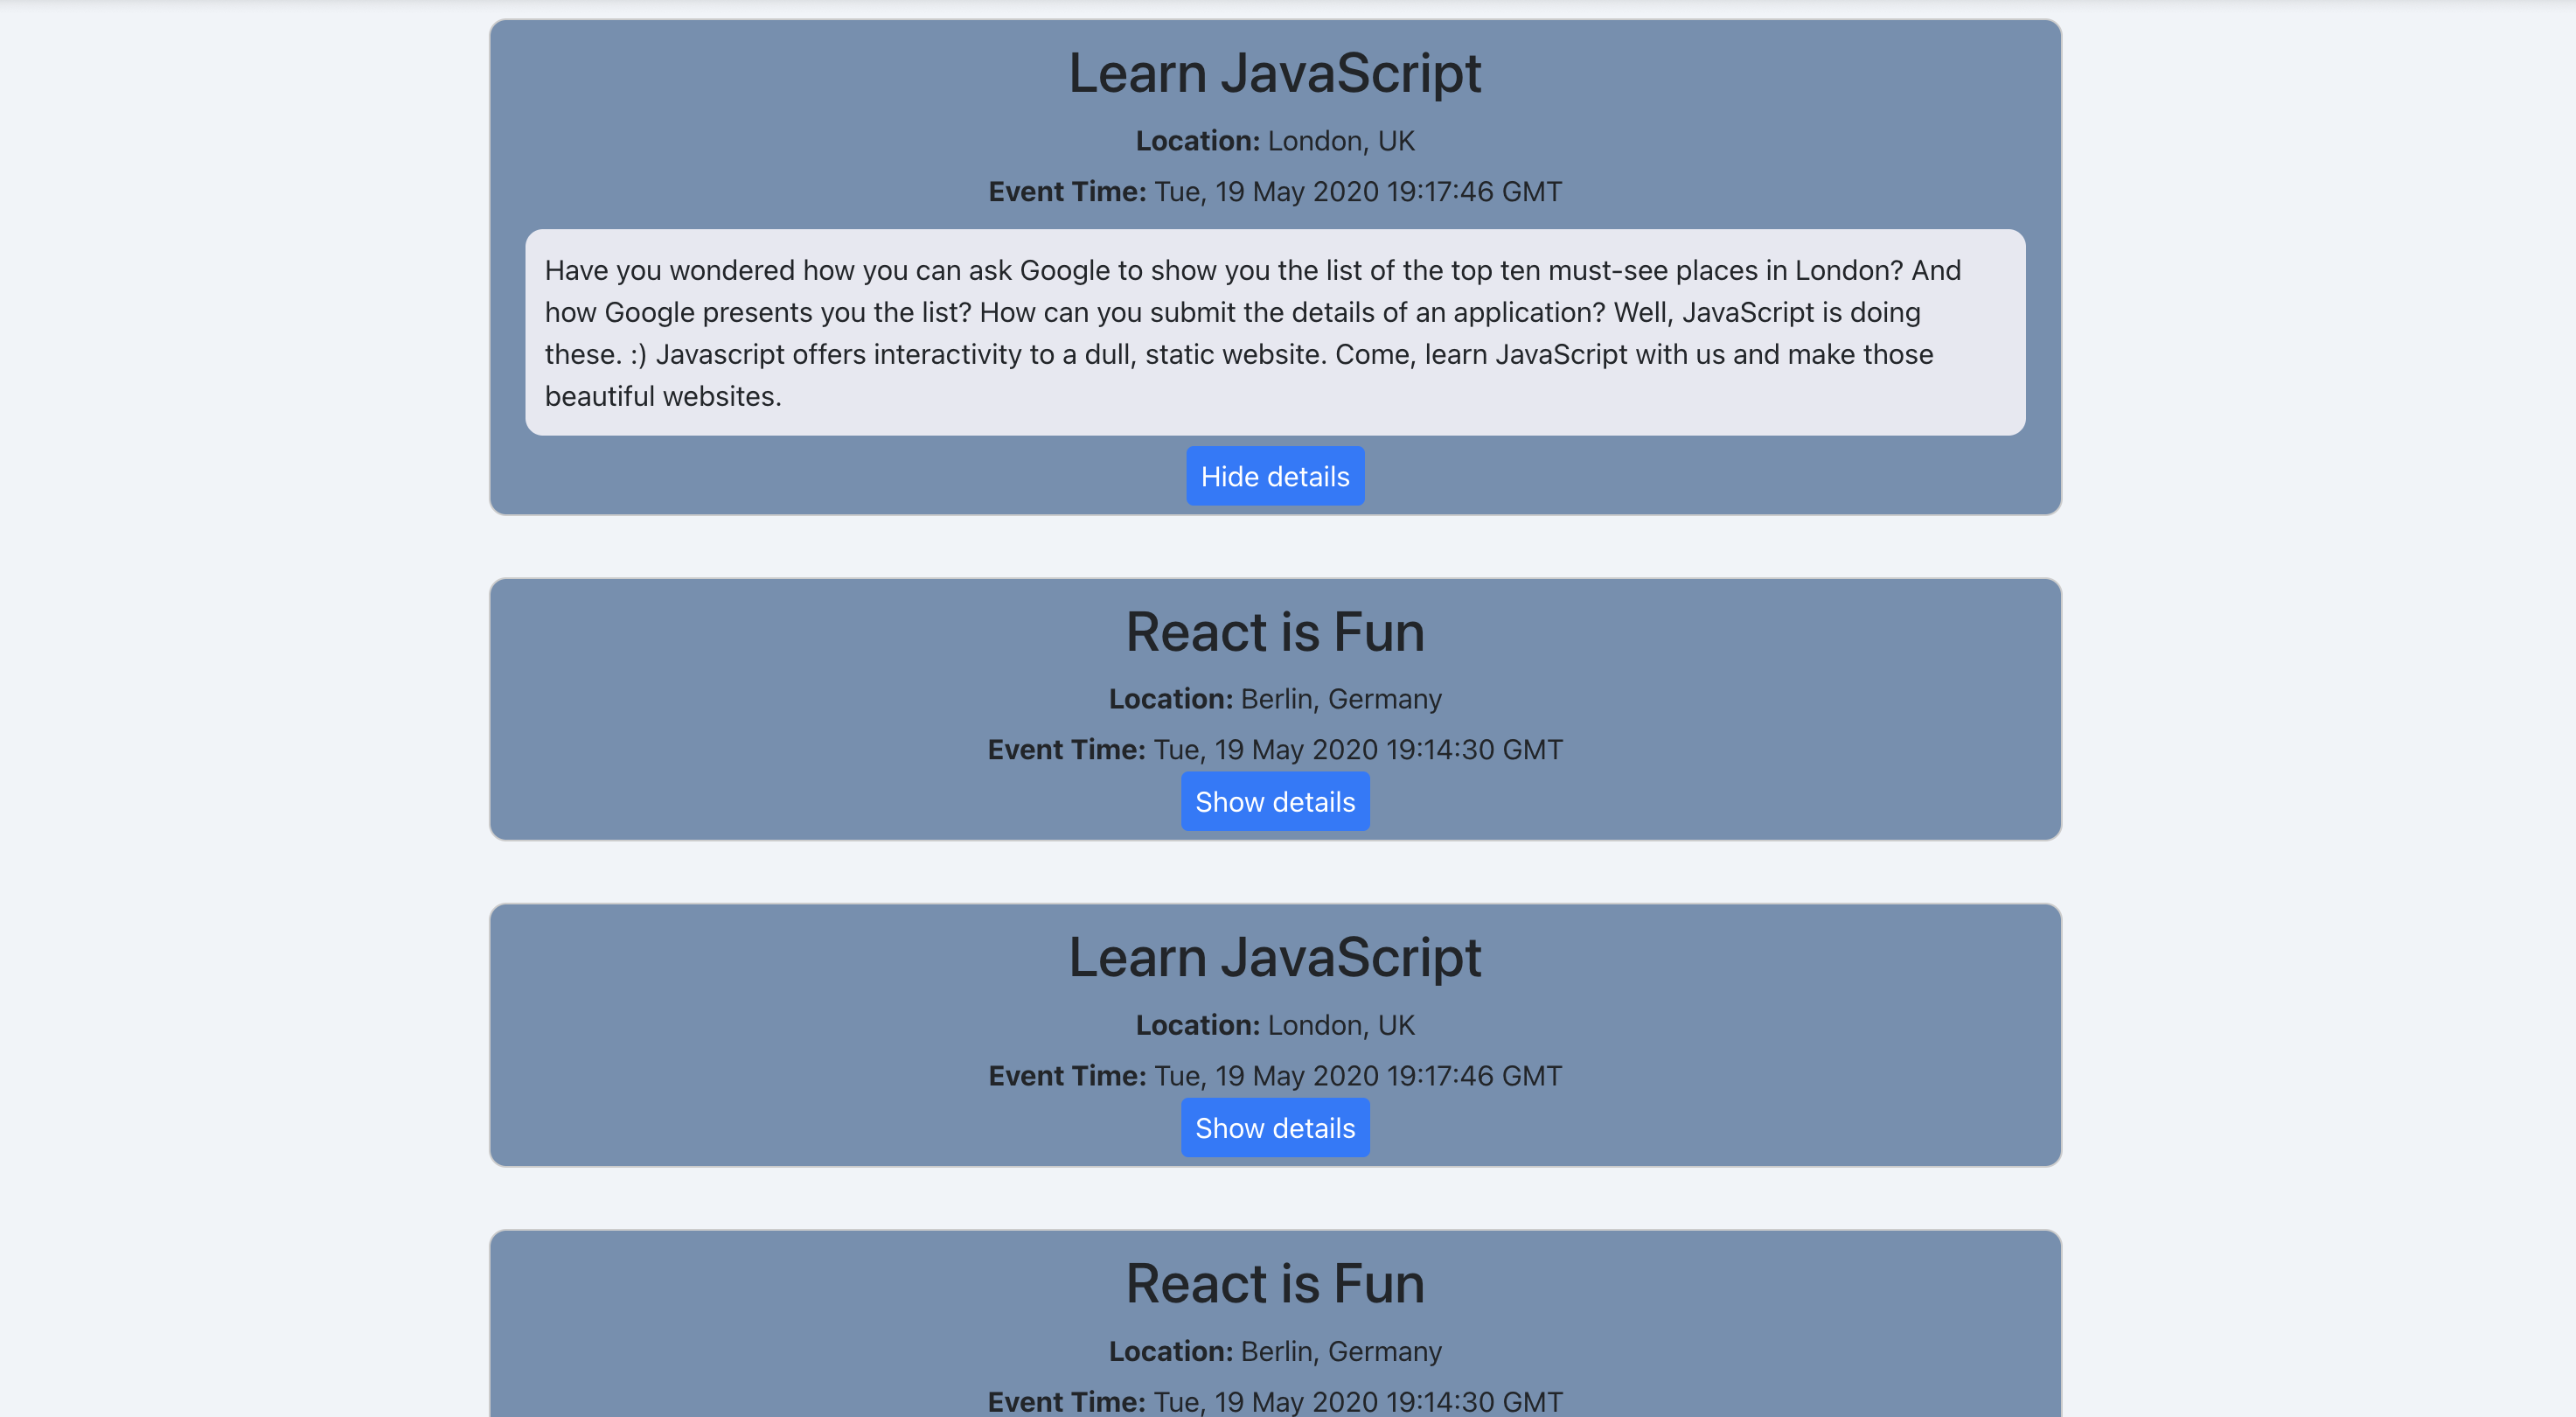 Learn JavaScript
Location: London, UK
Event Time: Tue, 19 May 2020 19:17:46 GMT
Have you wondered how you can ask Google to show you the list of the top ten must-see places in London? And
how Google presents you the list? How can you submit the details of an application? Well, JavaScript is doing
these. :) Javascript offers interactivity to a dull, static website. Come, learn JavaScript with us and make those
beautiful websites.
Hide details
React is Fun
Location: Berlin, Germany
Event Time: Tue, 19 May 2020 19:14:30 GMT
Show details
Learn JavaScript
Location: London, UK
Event Time: Tue, 19 May 2020 19:17:46 GMT
Show details
React is Fun
Location: Berlin, Germany
Event Time: Tue, 19 May 2020 19:14:30 GMT